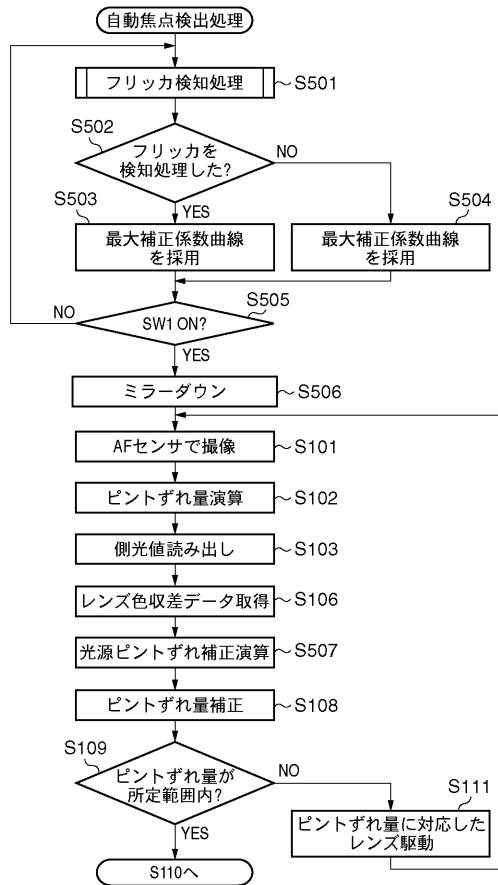 自動焦点検出処理
フリッカ検知処理
S501
S502
フリッカを
検知処理した?
NO
YES
S503
最大補正係数曲線
を採用
S504
最大補正係数曲線
を採用
S505
SW1 ON?
NO
YES
ミラーダウン
S506
AFセンサで撮像
S101
ピントずれ量演算
S102
側光値読み出し
S103
レンズ色収差データ取得
S106
光源ピントずれ補正演算
S507
ピントずれ量補正
S108
S109
ピントずれ量が
所定範囲内?
NO
YES
S111
ピントずれ量に対応した
レンズ駆動
S110へ